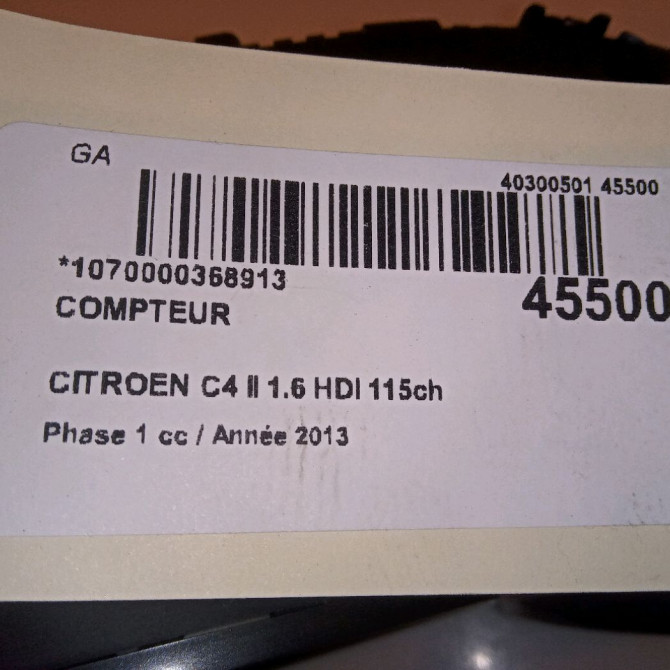 GA
40300501 45500
*1070000368913
45500
COMPTEUR
CITROEN C4 II 1.6 HDI 115ch
Phase 1 cc / Année 2013